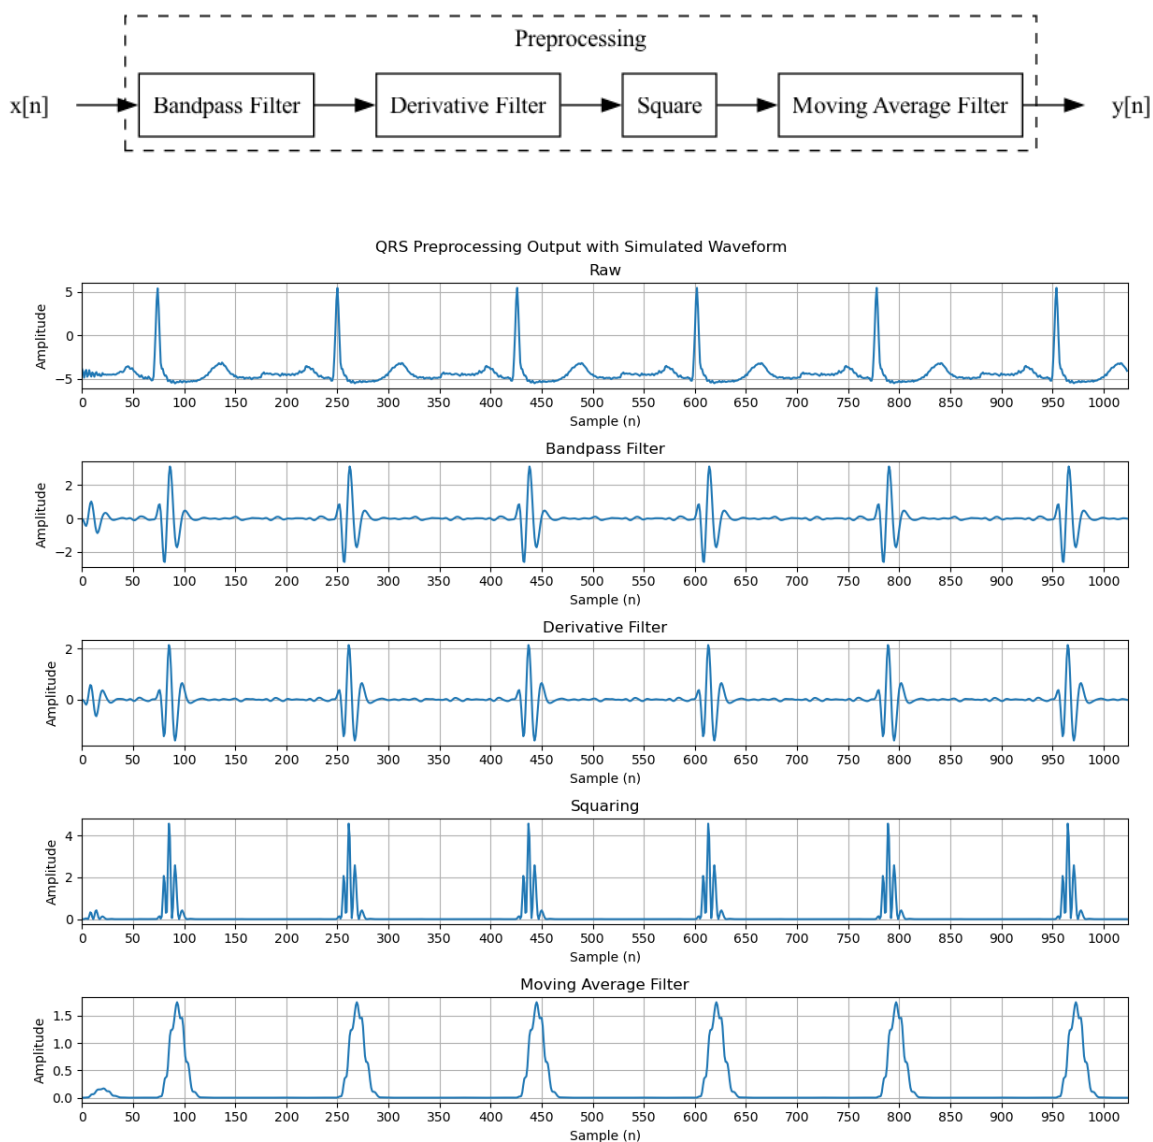 Preprocessing
x[n] Bandpass Filter Derivative Filter Square Moving Average Filter y[n]
QRS Preprocessing Output with Simulated Waveform
Raw
5
0
−5
Amplitude
0 50 100 150 200 250 300 350 400 450 500 550 600 650 700 750 800 850 900 950 1000
Sample (n)
Bandpass Filter
2
0
−2
Amplitude
0 50 100 150 200 250 300 350 400 450 500 550 600 650 700 750 800 850 900 950 1000
Sample (n)
Derivative Filter
2
0
Amplitude
0 50 100 150 200 250 300 350 400 450 500 550 600 650 700 750 800 850 900 950 1000
Sample (n)
Squaring
4
2
0
Amplitude
0 50 100 150 200 250 300 350 400 450 500 550 600 650 700 750 800 850 900 950 1000
Sample (n)
Moving Average Filter
1.5
1.0
0.5
0.0
Amplitude
0 50 100 150 200 250 300 350 400 450 500 550 600 650 700 750 800 850 900 950 1000
Sample (n)